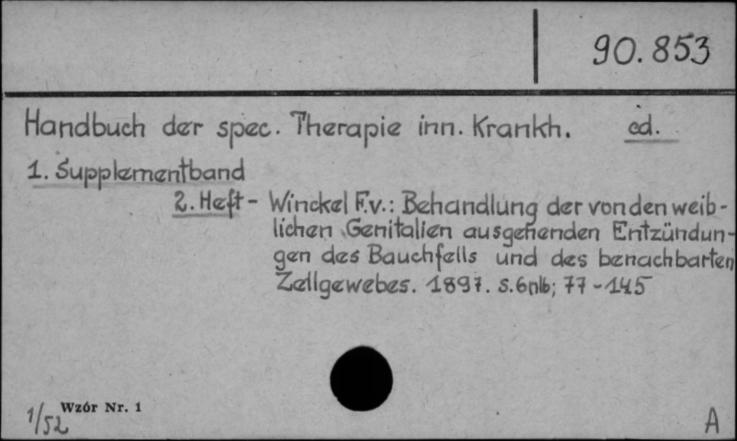 90.853
Handbuch der spec. Therapie inn. Krankh. cd.
1. Supplementband
2. Heft - Winckel F.v.: Behandlung der von den weib-
lichen Genitalien ausgehenden Entzündun-
gen des Bauchfells und des benachbarten
Zellgewebes. 1897. S. 6nlb; 77-145
Wzór Nr. 1
1/52
A